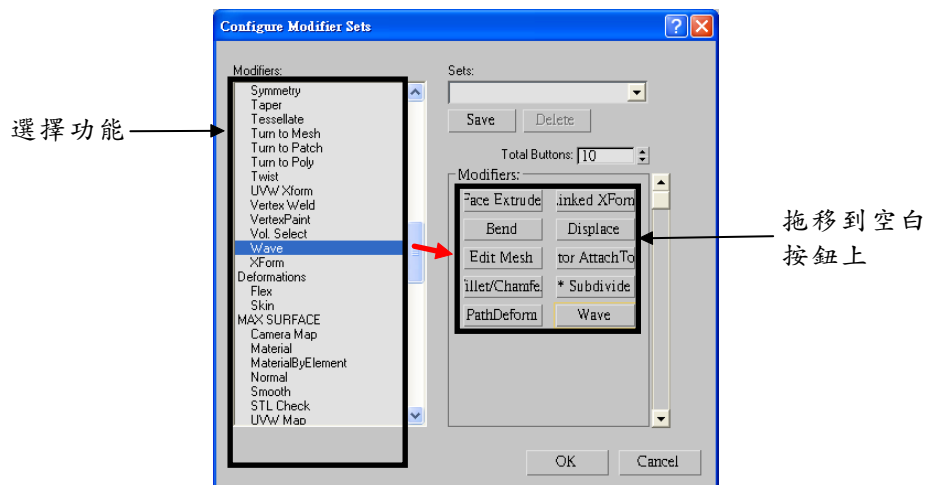 Configure Modifier Sets
Modifiers:
Symmetry
Taper
Tessellate
Turn to Mesh
Turn to Patch
Turn to Poly
Twist
UVW Xform
Vertex Weld
VertexPaint
Vol. Select
Wave
XForm
Deformations
Flex
Skin
MAX SURFACE
Camera Map
Material
MaterialByElement
Normal
Smooth
STL Check
UVW Map
選擇功能
Sets:
Save Delete
Total Buttons: 10
Modifiers:
Face Extrude inked XForm
Bend Displace
Edit Mesh tor AttachTo
illet/Chamfe * Subdivide
PathDeform Wave
拖移到空白
按鈕上
OK Cancel